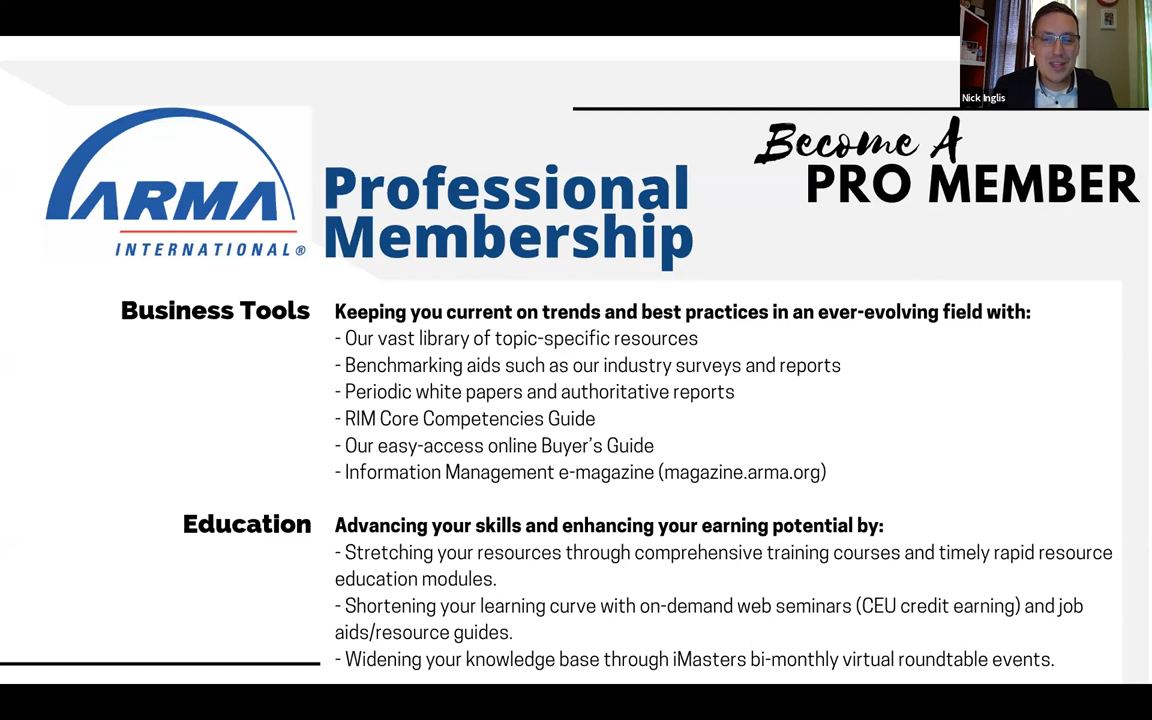 Nick Inglis
Become A
PRO MEMBER
ARMA
INTERNATIONAL®
Professional
Membership
Business Tools
Keeping you current on trends and best practices in an ever-evolving field with:
- Our vast library of topic-specific resources
- Benchmarking aids such as our industry surveys and reports
- Periodic white papers and authoritative reports
- RIM Core Competencies Guide
- Our easy-access online Buyer’s Guide
- Information Management e-magazine (magazine.arma.org)
Education
Advancing your skills and enhancing your earning potential by:
- Stretching your resources through comprehensive training courses and timely rapid resource
education modules.
- Shortening your learning curve with on-demand web seminars (CEU credit earning) and job
aids/resource guides.
- Widening your knowledge base through iMasters bi-monthly virtual roundtable events.